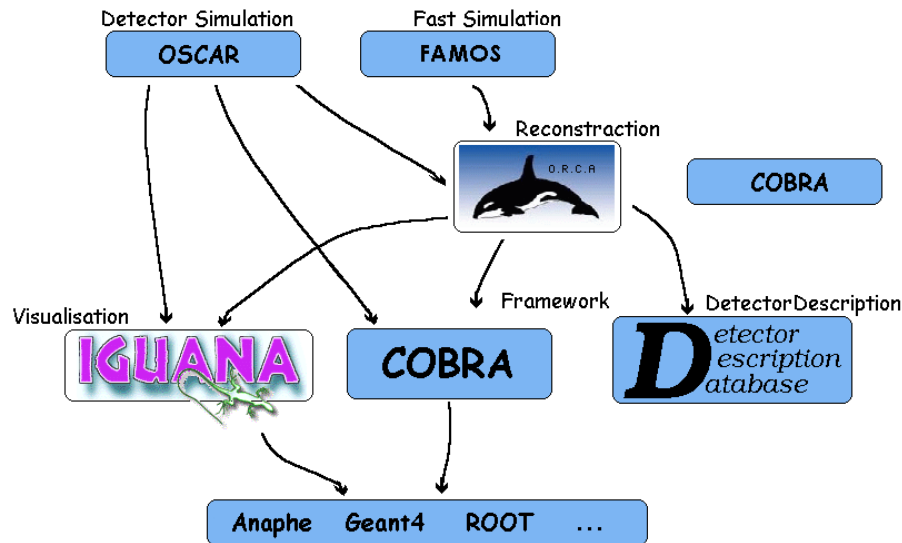 Detector Simulation
Fast Simulation
OSCAR
FAMOS
Reconstraction
O.R.C.A
COBRA
Framework
DetectorDescription
Visualisation
IGUANA
COBRA
Detector
Description
Database
Anaphe Geant4 ROOT ...